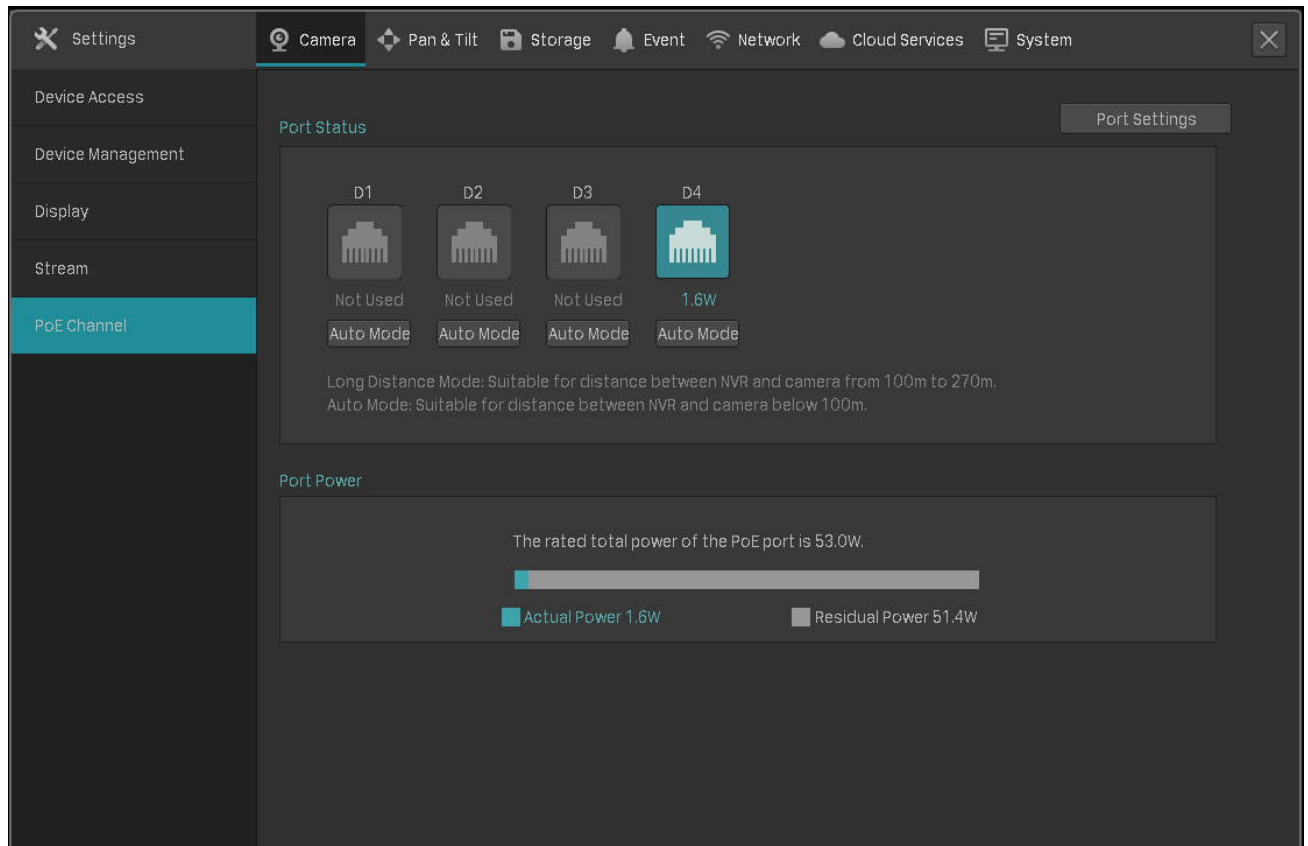 Settings
Camera
Pan & Tilt
Storage
Event
Network
Cloud Services
System
Device Access
Device Management
Display
Stream
PoE Channel
Port Status
Port Settings
D1
D2
D3
D4
Not Used
Not Used
Not Used
1.6W
Auto Mode
Auto Mode
Auto Mode
Auto Mode
Long Distance Mode: Suitable for distance between NVR and camera from 100m to 270m.
Auto Mode: Suitable for distance between NVR and camera below 100m.
Port Power
The rated total power of the PoE port is 53.0W.
Actual Power 1.6W
Residual Power 51.4W